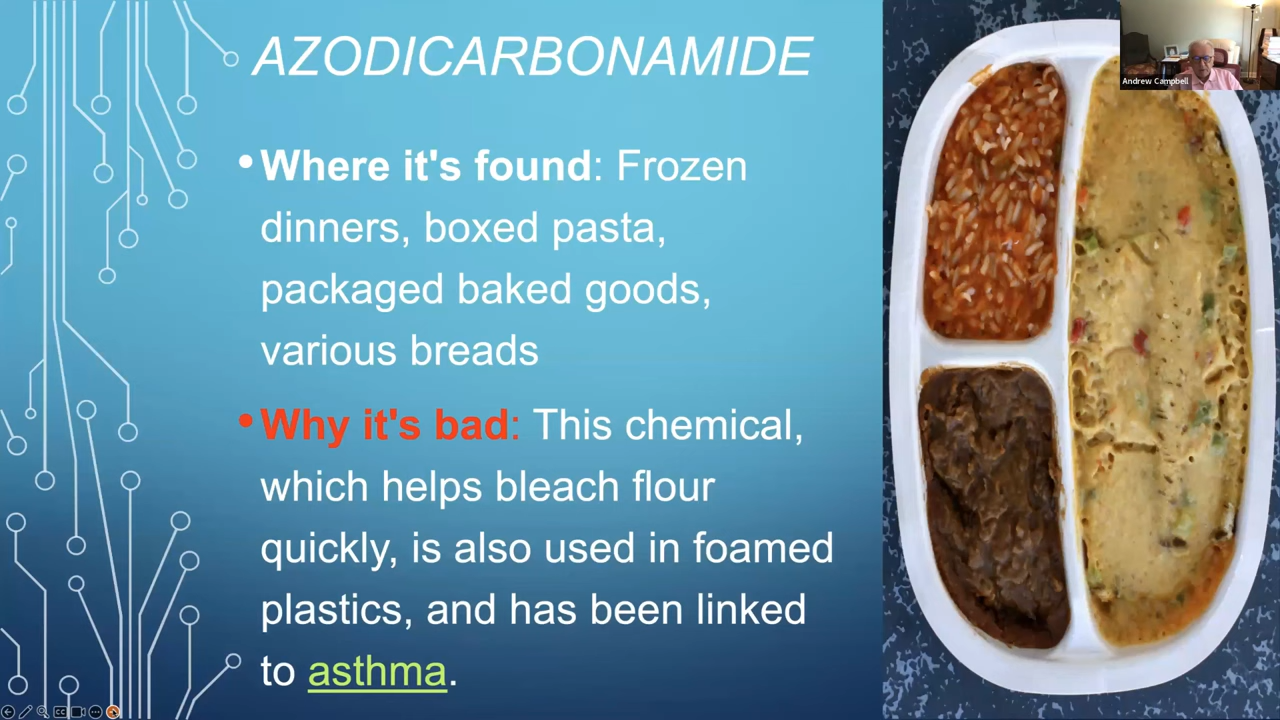 AZODICARBONAMIDE
• Where it's found: Frozen
dinners, boxed pasta,
packaged baked goods,
various breads
• Why it's bad: This chemical,
which helps bleach flour
quickly, is also used in foamed
plastics, and has been linked
to asthma.
Andrew Campbell